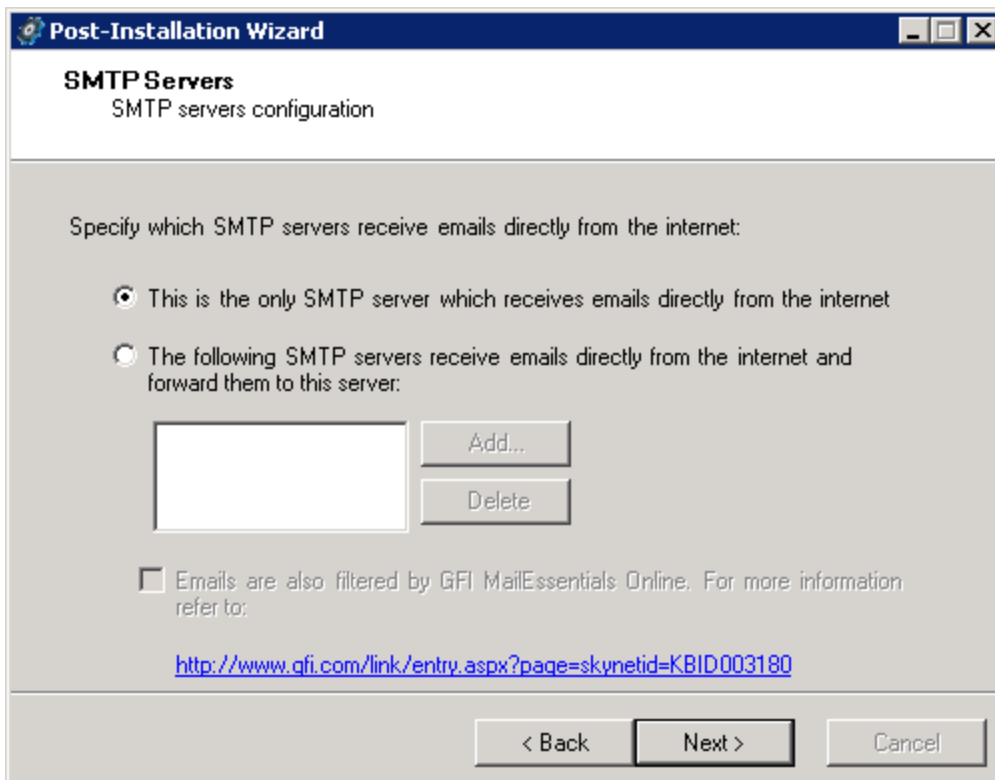 Post-Installation Wizard
SMTP Servers
SMTP servers configuration
Specify which SMTP servers receive emails directly from the internet:
This is the only SMTP server which receives emails directly from the internet
The following SMTP servers receive emails directly from the internet and
forward them to this server:
Add...
Delete
Emails are also filtered by GFI MailEssentials Online. For more information
refer to:
http://www.gfi.com/link/entry.aspx?page=skynetid=KBID003180
< Back
Next >
Cancel